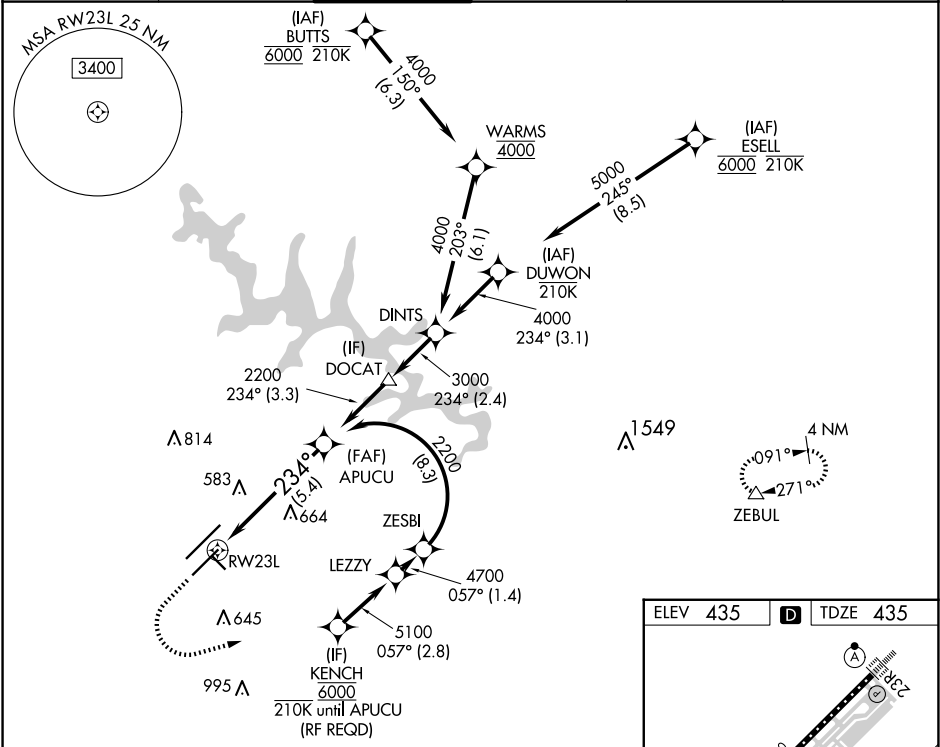 MSA RW23L 25 NM
3400
(IAF)
BUTTS
6000 210K
4000
150°
(6.3)
WARMS
4000
(IAF)
ESELL
6000 210K
5000
245°
(8.5)
4000
203°
(6.1)
(IAF)
DUWON
210K
4000
234° (3.1)
DINTS
(IF)
DOCAT
3000
234° (2.4)
2200
234° (3.3)
814
(FAF)
APUCU
2200
(8.3)
1549
4 NM
091°
271°
ZEBUL
583
234°
(5.4)
664
ZESBI
RW23L
LEZZY
4700
057° (1.4)
645
5100
057° (2.8)
(IF)
KENCH
6000
210K until APUCU
(RF REQD)
995
ELEV 435 D TDZE 435
A
P
23R